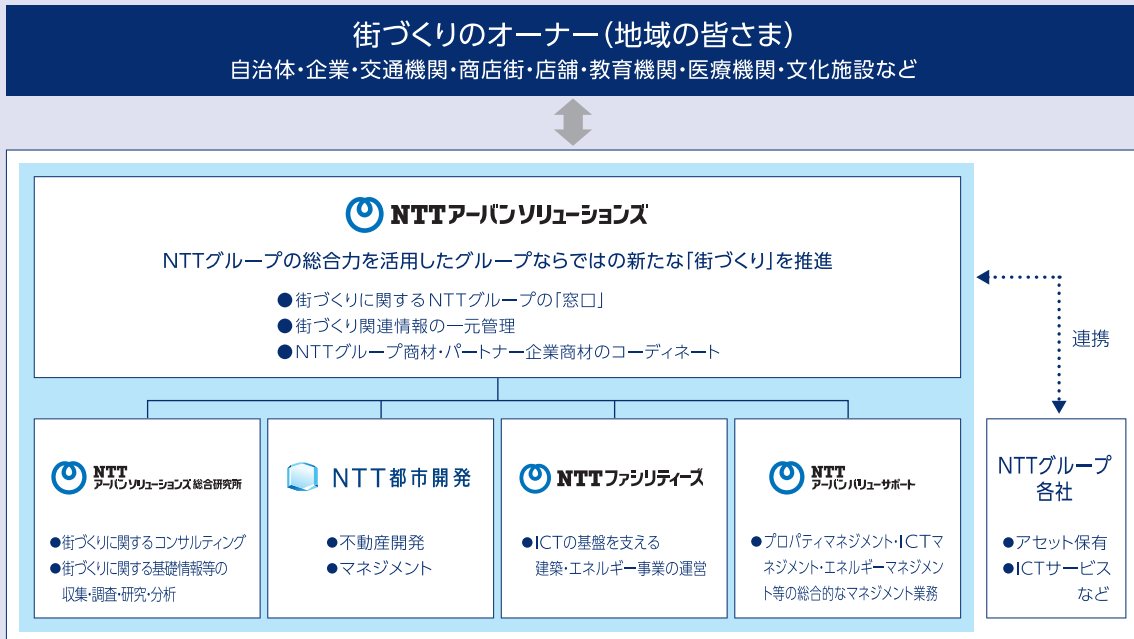 街づくりのオーナー(地域の皆さま)
自治体・企業・交通機関・商店街・店舗・教育機関・医療機関・文化施設など
NTTアーバンソリューションズ
NTTグループの総合力を活用したグループならではの新たな「街づくり」を推進
●街づくりに関するNTTグループの「窓口」
●街づくり関連情報の一元管理
●NTTグループ商材・パートナー企業商材のコーディネート
連携
NTT
アーバンソリューションズ総合研究所
●街づくりに関するコンサルティング
●街づくりに関する基礎情報等の
収集・調査・研究・分析
NTT都市開発
●不動産開発
●マネジメント
NTTファシリティーズ
●ICTの基盤を支える
建築・エネルギー事業の運営
NTT
アーバンバリューサポート
●プロパティマネジメント・ICTマ
ネジメント・エネルギーマネジメン
ト等の総合的なマネジメント業務
NTTグループ
各社
●アセット保有
●ICTサービス
など